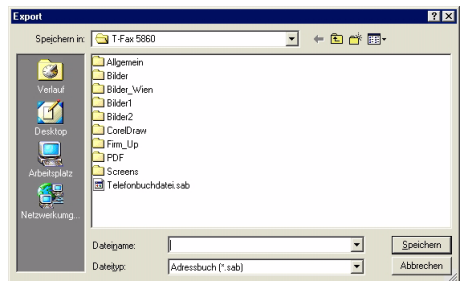 Export
Speichern in: T-Fax 5860
Verlauf
Desktop
Arbeitsplatz
Netzwerkumg...
Allgemein
Bilder
Bilder_Wien
Bilder1
Bilder2
CorelDraw
Firm_Up
PDF
Screens
Telefonbuchdatei.sab
Dateiname:
Speichern
Dateityp: Adressbuch (*.sab)
Abbrechen